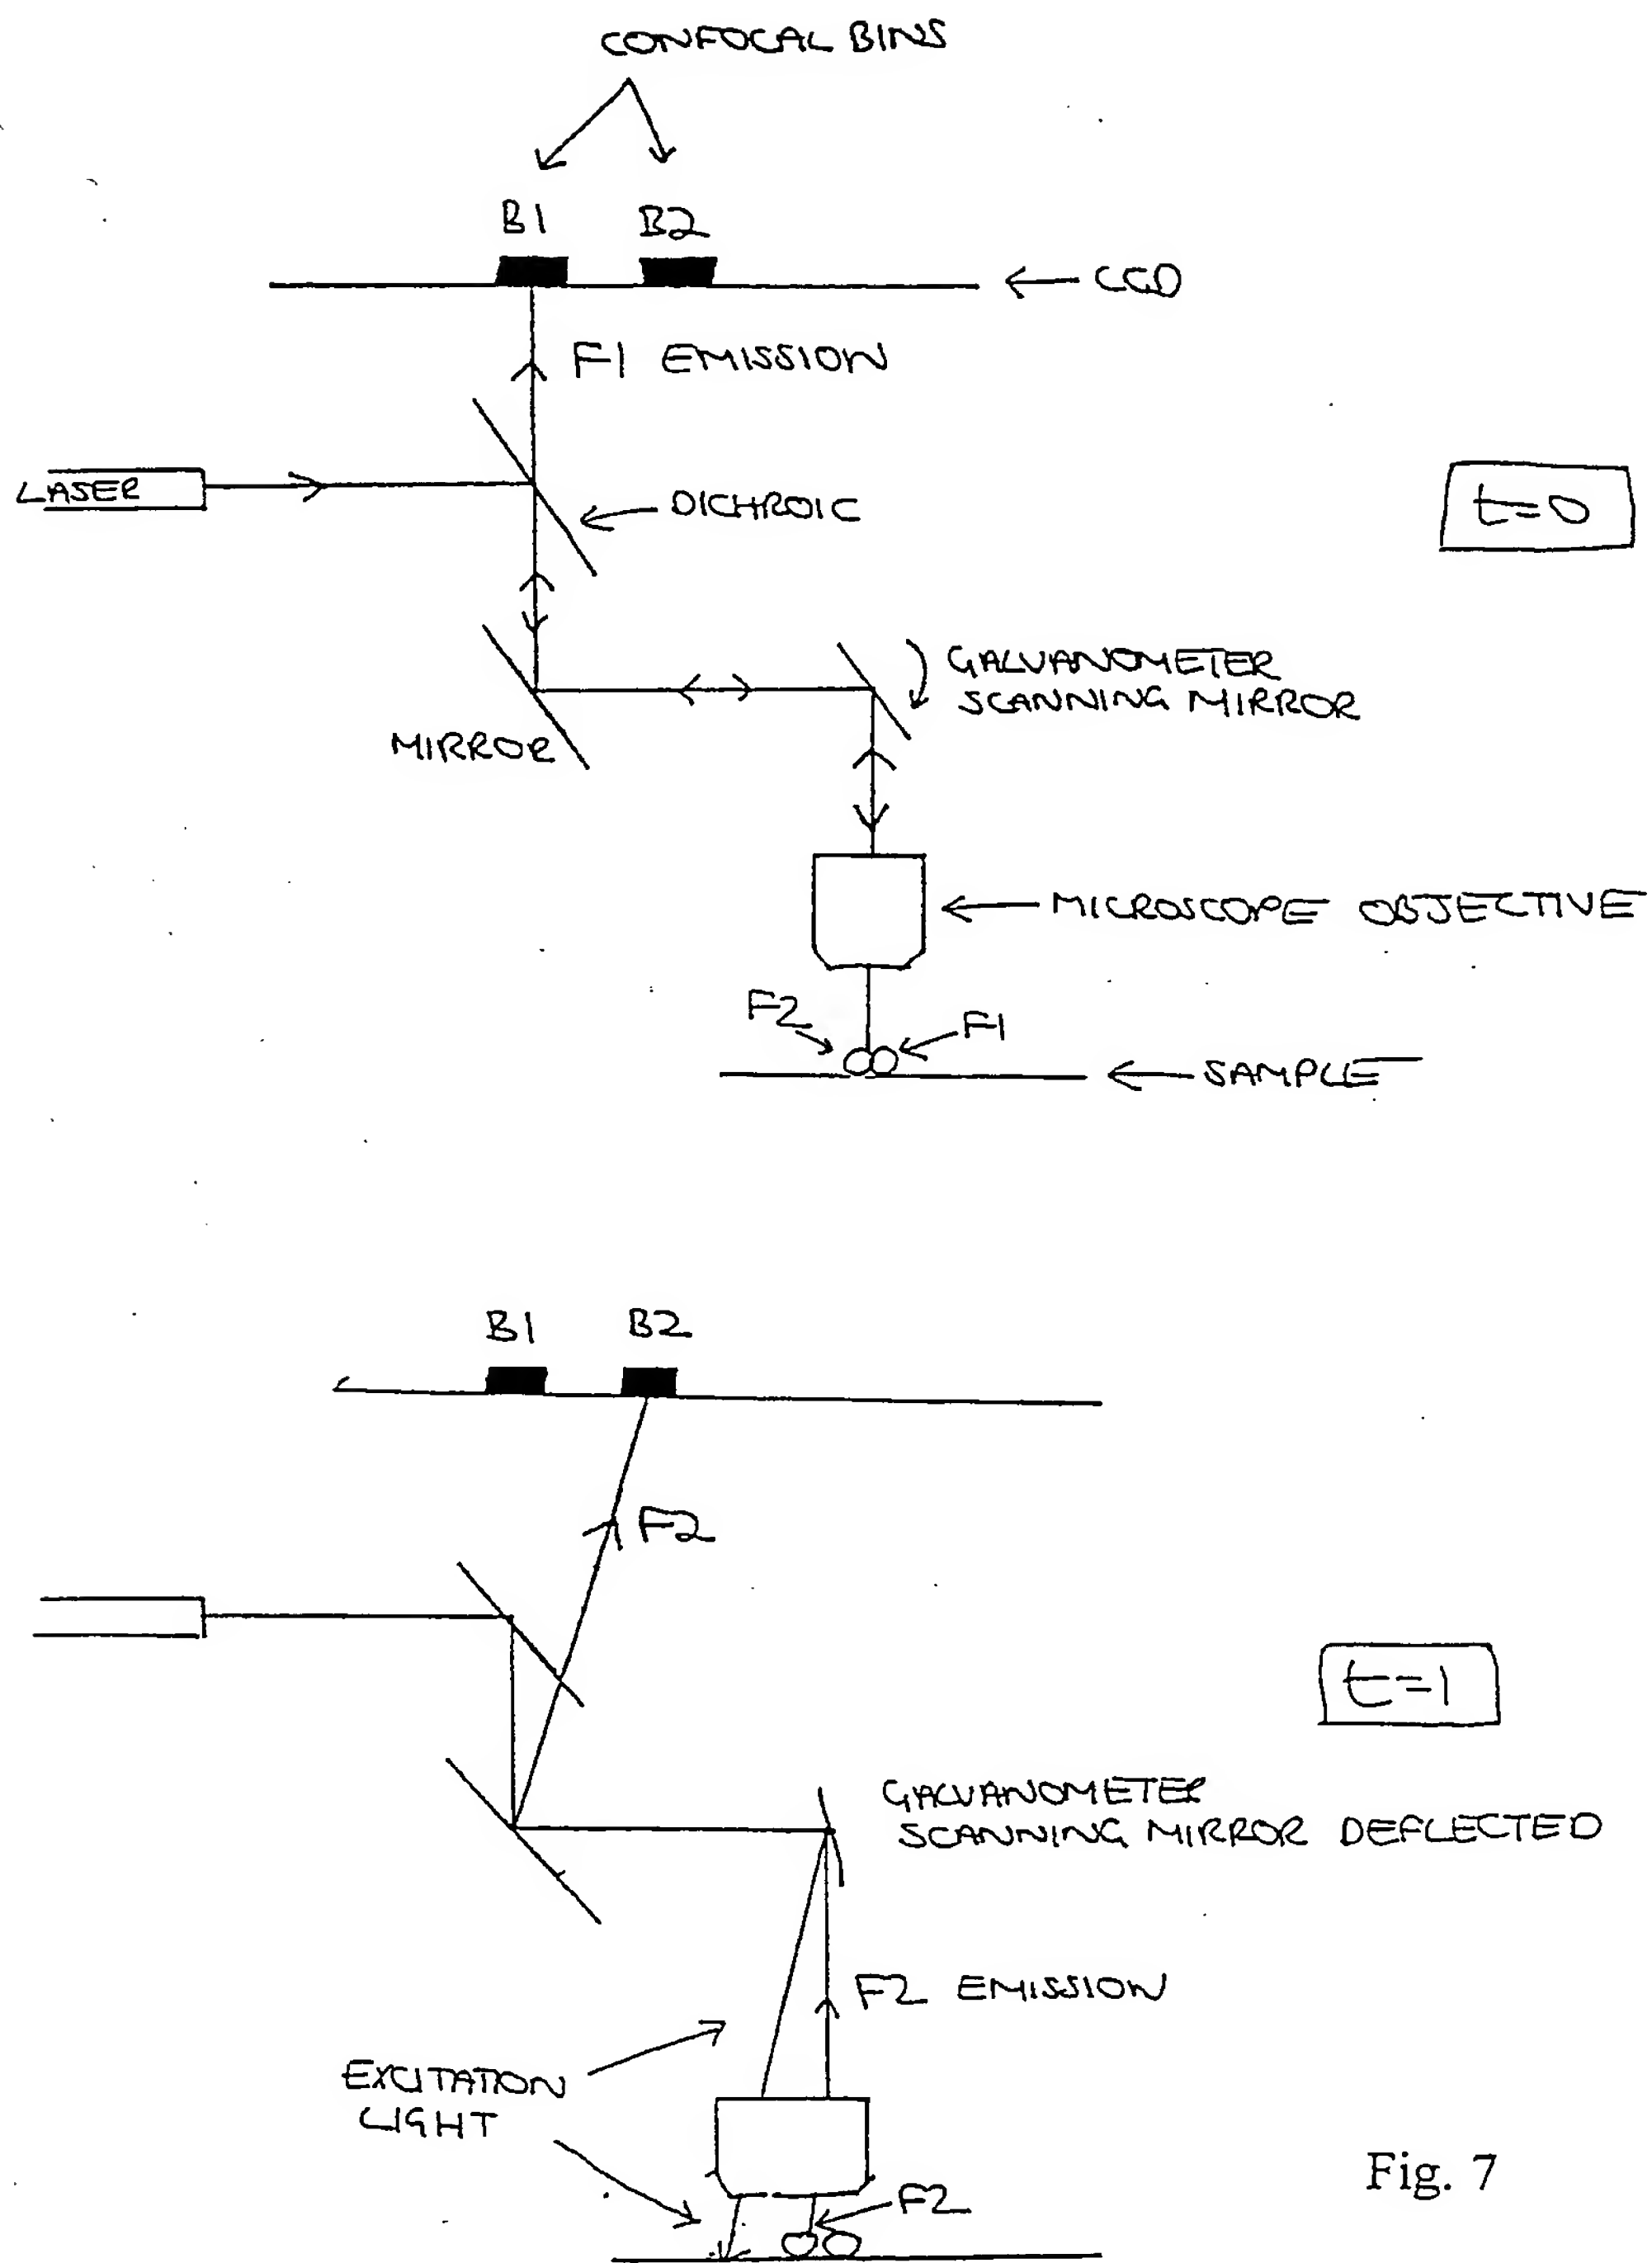 CONFOCAL BINS
B1 B2
CCD
F1 EMISSION
LASER
DICHROIC
t=0
GALVANOMETER
SCANNING MIRROR
MIRROR
MICROSCOPE OBJECTIVE
F2 F1
SAMPLE
B1 B2
F2
t=1
GALVANOMETER
SCANNING MIRROR DEFLECTED
F2 EMISSION
EXCITATION
LIGHT
F2
Fig. 7